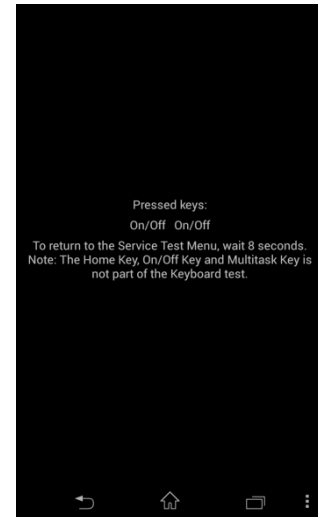 Pressed keys:
On/Off On/Off
To return to the Service Test Menu, wait 8 seconds.
Note: The Home Key, On/Off Key and Multitask Key is
not part of the Keyboard test.